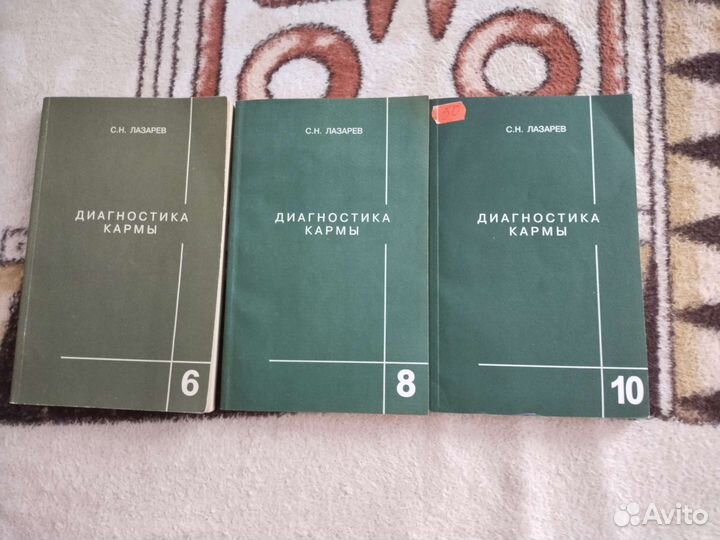 С.Н. ЛАЗАРЕВ
ДИАГНОСТИКА
КАРМЫ
6
С.Н. ЛАЗАРЕВ
ДИАГНОСТИКА
КАРМЫ
8
С.Н. ЛАЗАРЕВ
ДИАГНОСТИКА
КАРМЫ
10
Avito